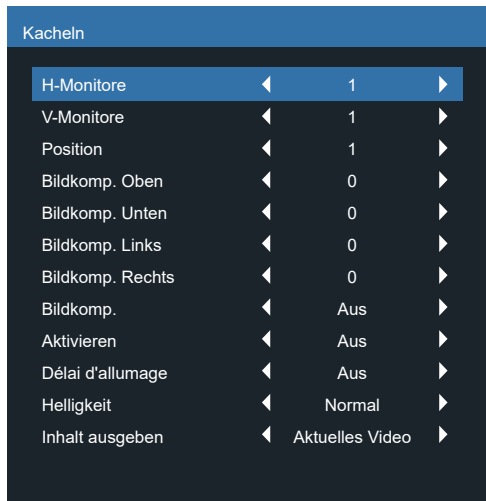 Kacheln
H-Monitore 1
V-Monitore 1
Position 1
Bildkomp. Oben 0
Bildkomp. Unten 0
Bildkomp. Links 0
Bildkomp. Rechts 0
Bildkomp. Aus
Aktivieren Aus
Délai d'allumage Aus
Helligkeit Normal
Inhalt ausgeben Aktuelles Video